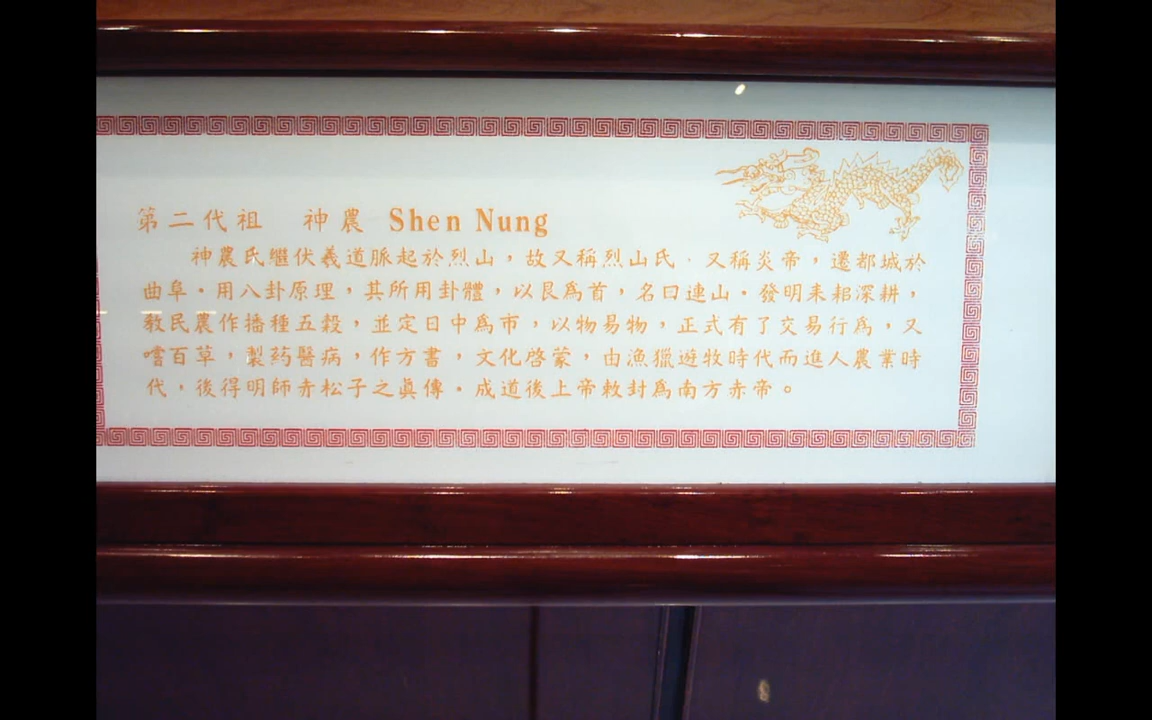 第二代祖　神農 Shen Nung
神農氏繼伏羲道脈起於烈山，故又稱烈山氏．又稱炎帝，遷都城於
曲阜。用八卦原理，其所用卦體，以艮為首，名曰連山。發明耒耜深耕，
教民農作播種五穀，並定日中為市，以物易物，正式有了交易行為，又
嚐百草，製药醫病，作方書，文化啓蒙，由漁獵遊牧時代而進人農業時
代，後得明師赤松子之眞傳。成道後上帝敕封為南方赤帝。